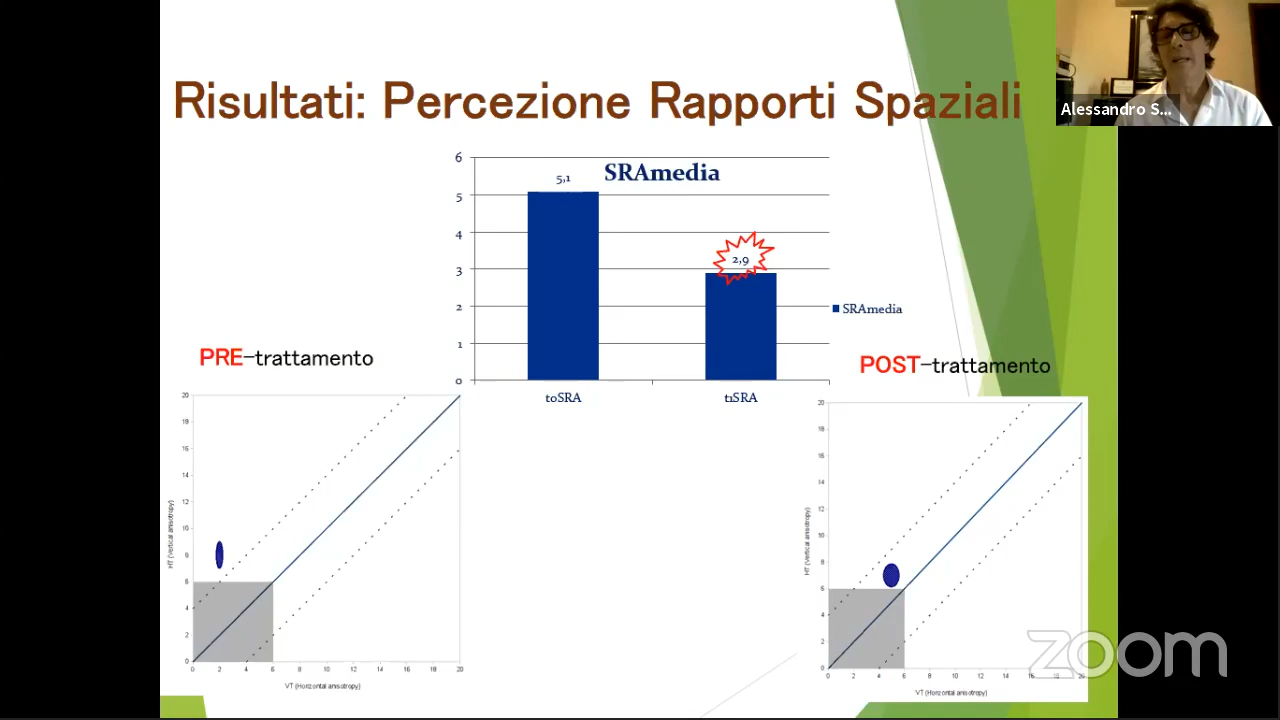 Risultati: Percezione Rapporti Spaziali
Alessandro S...
SRAmedia
6
5
4
3
2
1
0
5,1
2,9
t0SRA
t1SRA
SRAmedia
PRE-trattamento
POST-trattamento
20
18
16
14
12
10
8
6
4
2
0
HT (Vertical anisotropy)
0 2 4 6 8 10 12 14 16 18 20
VT (Horizontal anisotropy)
20
18
16
14
12
10
8
6
4
2
0
HT (Vertical anisotropy)
0 2 4 6 8 10 12 14 16 18 20
VT (Horizontal anisotropy)
zoom